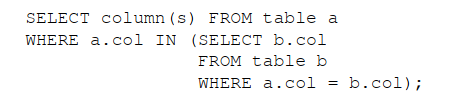 SELECT column(s) FROM table a
WHERE a.col IN (SELECT b.col
FROM table b
WHERE a.col = b.col);